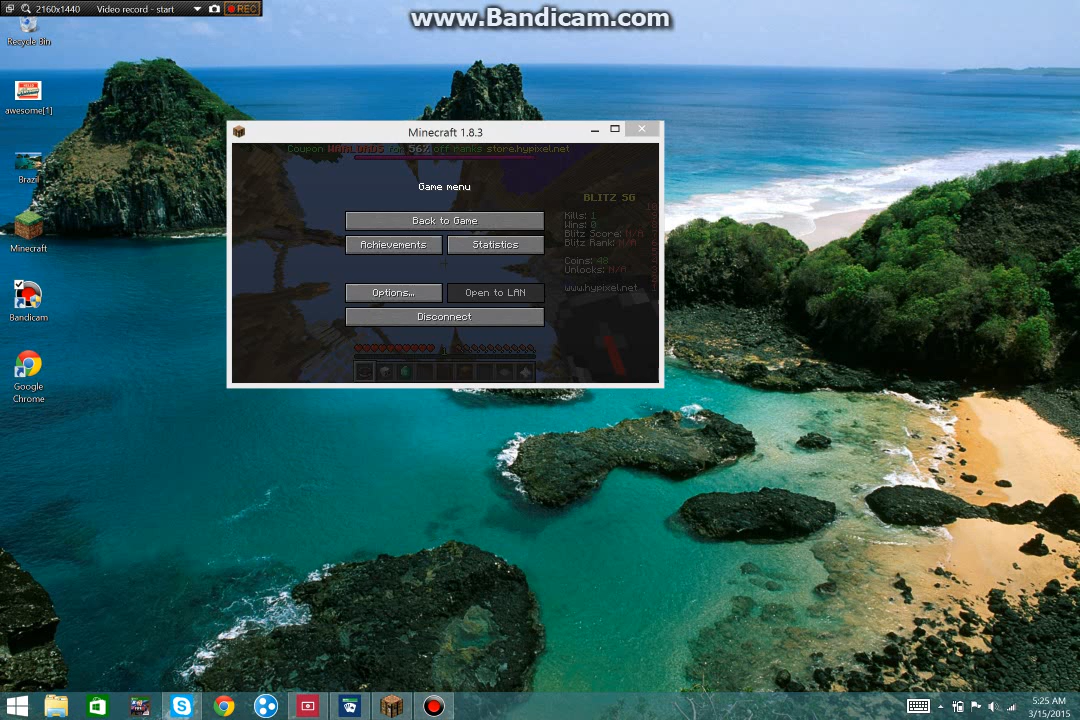 2160x1440 Video record - start REC
www.Bandicam.com
Recycle Bin
awesome[1]
Brazil
Minecraft
Bandicam
Google
Chrome
Minecraft 1.8.3
Coupon WARLORDS for 56% off ranks store.hypixel.net
Game menu
Back to Game
Achievements
Statistics
Options...
Open to LAN
Disconnect
BLITZ SG
Kills: 1
Wins: 0
Blitz Score: N/A
Blitz Rank: N/A
Coins: 48
Unlocks: N/A
www.hypixel.net
5:25 AM
3/15/2015